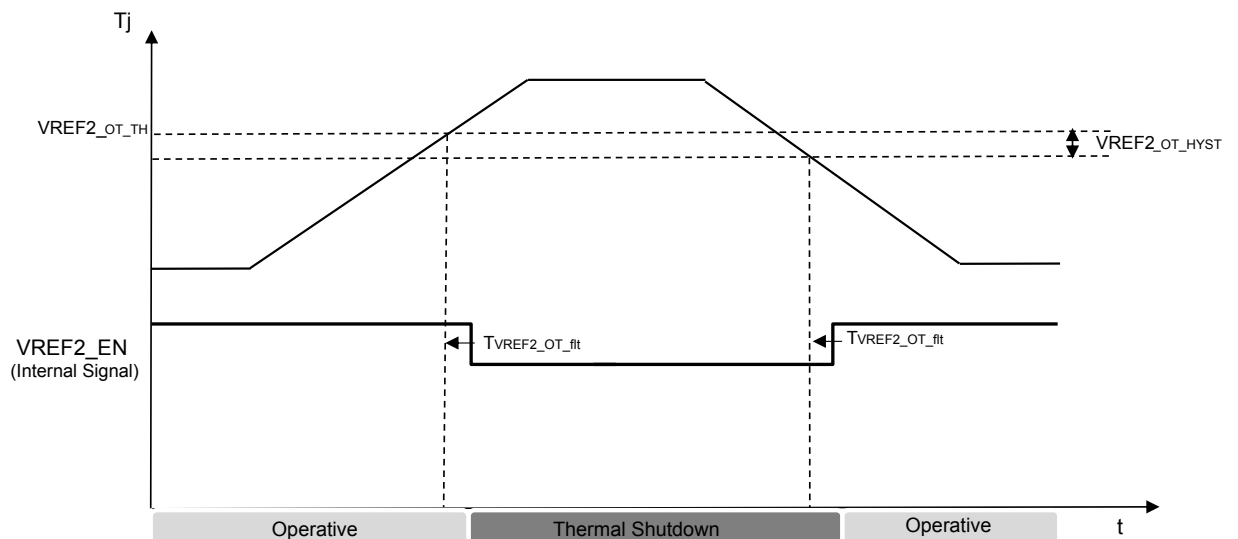 Tj
VREF2_OT_TH
VREF2_OT_HYST
VREF2_EN
(Internal Signal)
TVREF2_OT_flt
TVREF2_OT_flt
Operative
Thermal Shutdown
Operative
t